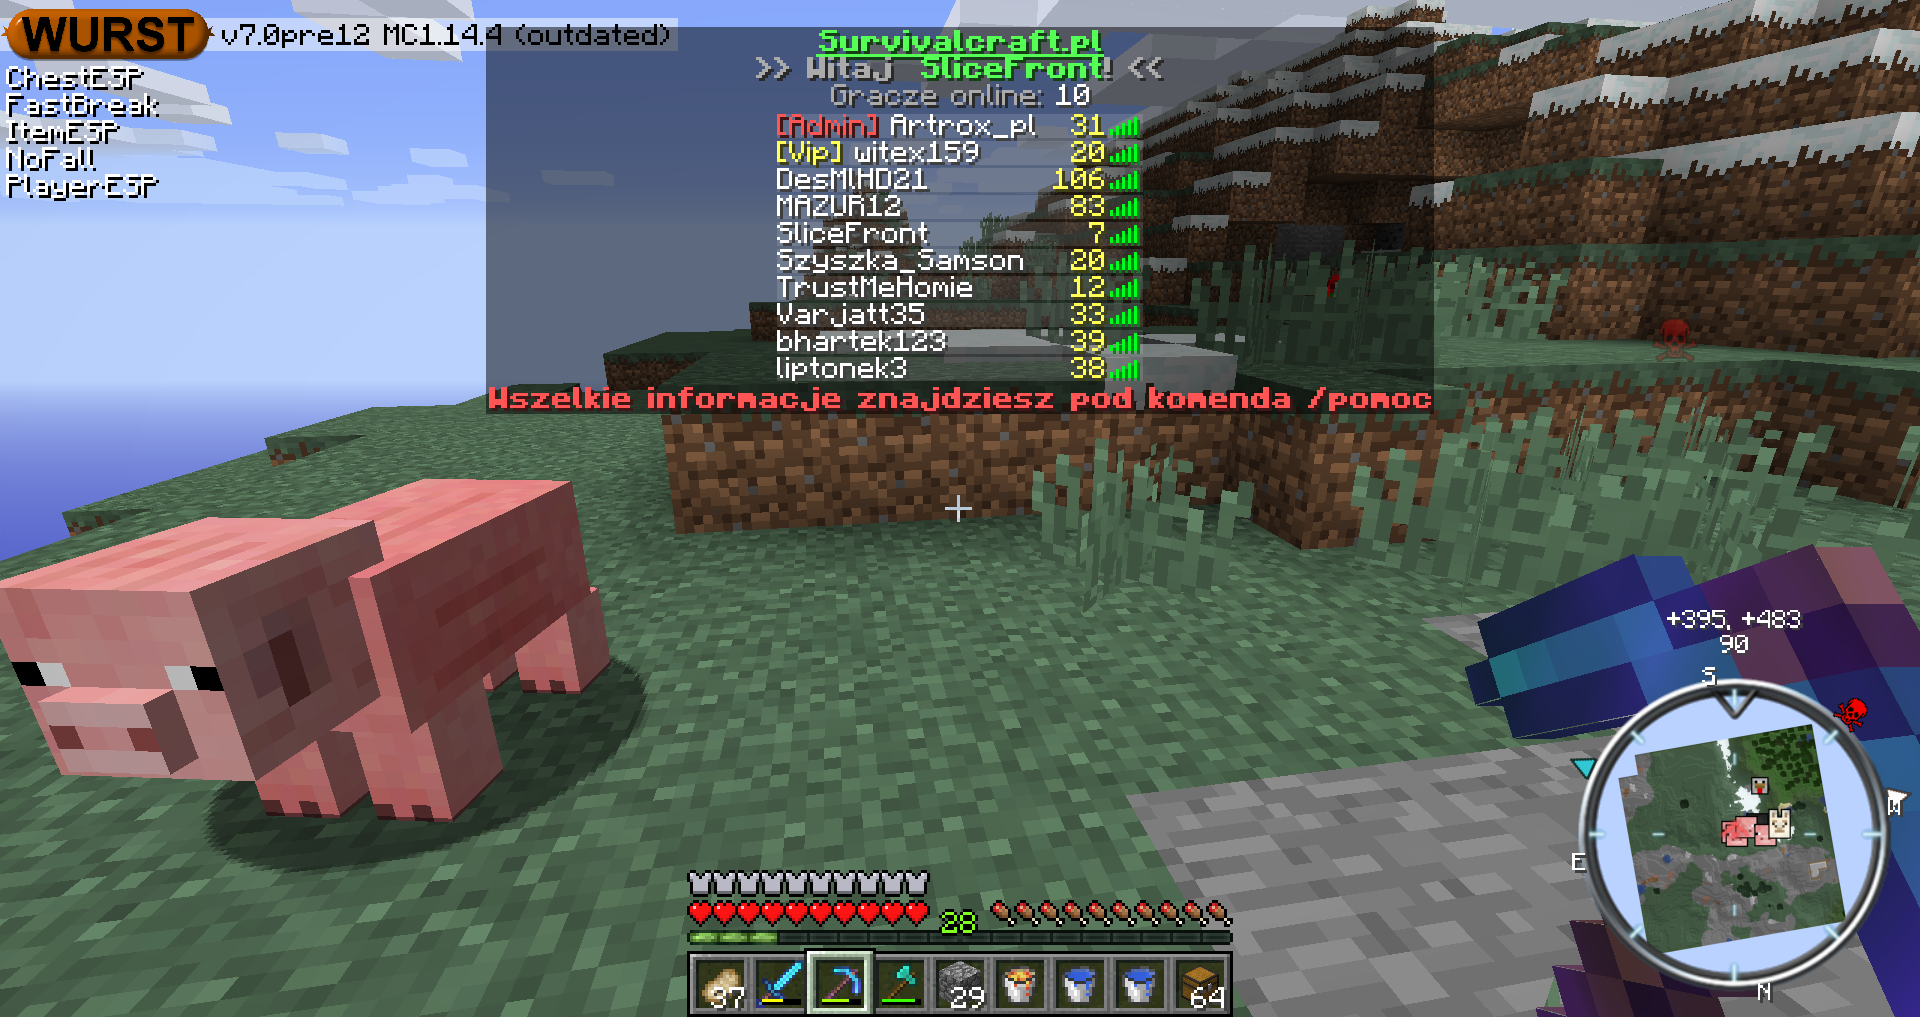 WURST v7.0pre12 MC1.14.4 (outdated)
ChestESP
FastBreak
ItemESP
NoFall
PlayerESP
Survivalcraft.pl
>> Witaj SliceFront! <<
Gracze online: 10
[Admin] Artrox_pl 31
[Vip] witex159 20
DesMlHD21 106
MAZUR12 83
SliceFront 7
Szyszka_Samson 20
TrustMeHomie 12
Varjatt35 33
bhartek123 39
liptonek3 38
Wszelkie informacje znajdziesz pod komenda /pomoc
+395, +483
90
S
W
E
N
28
37
29
64